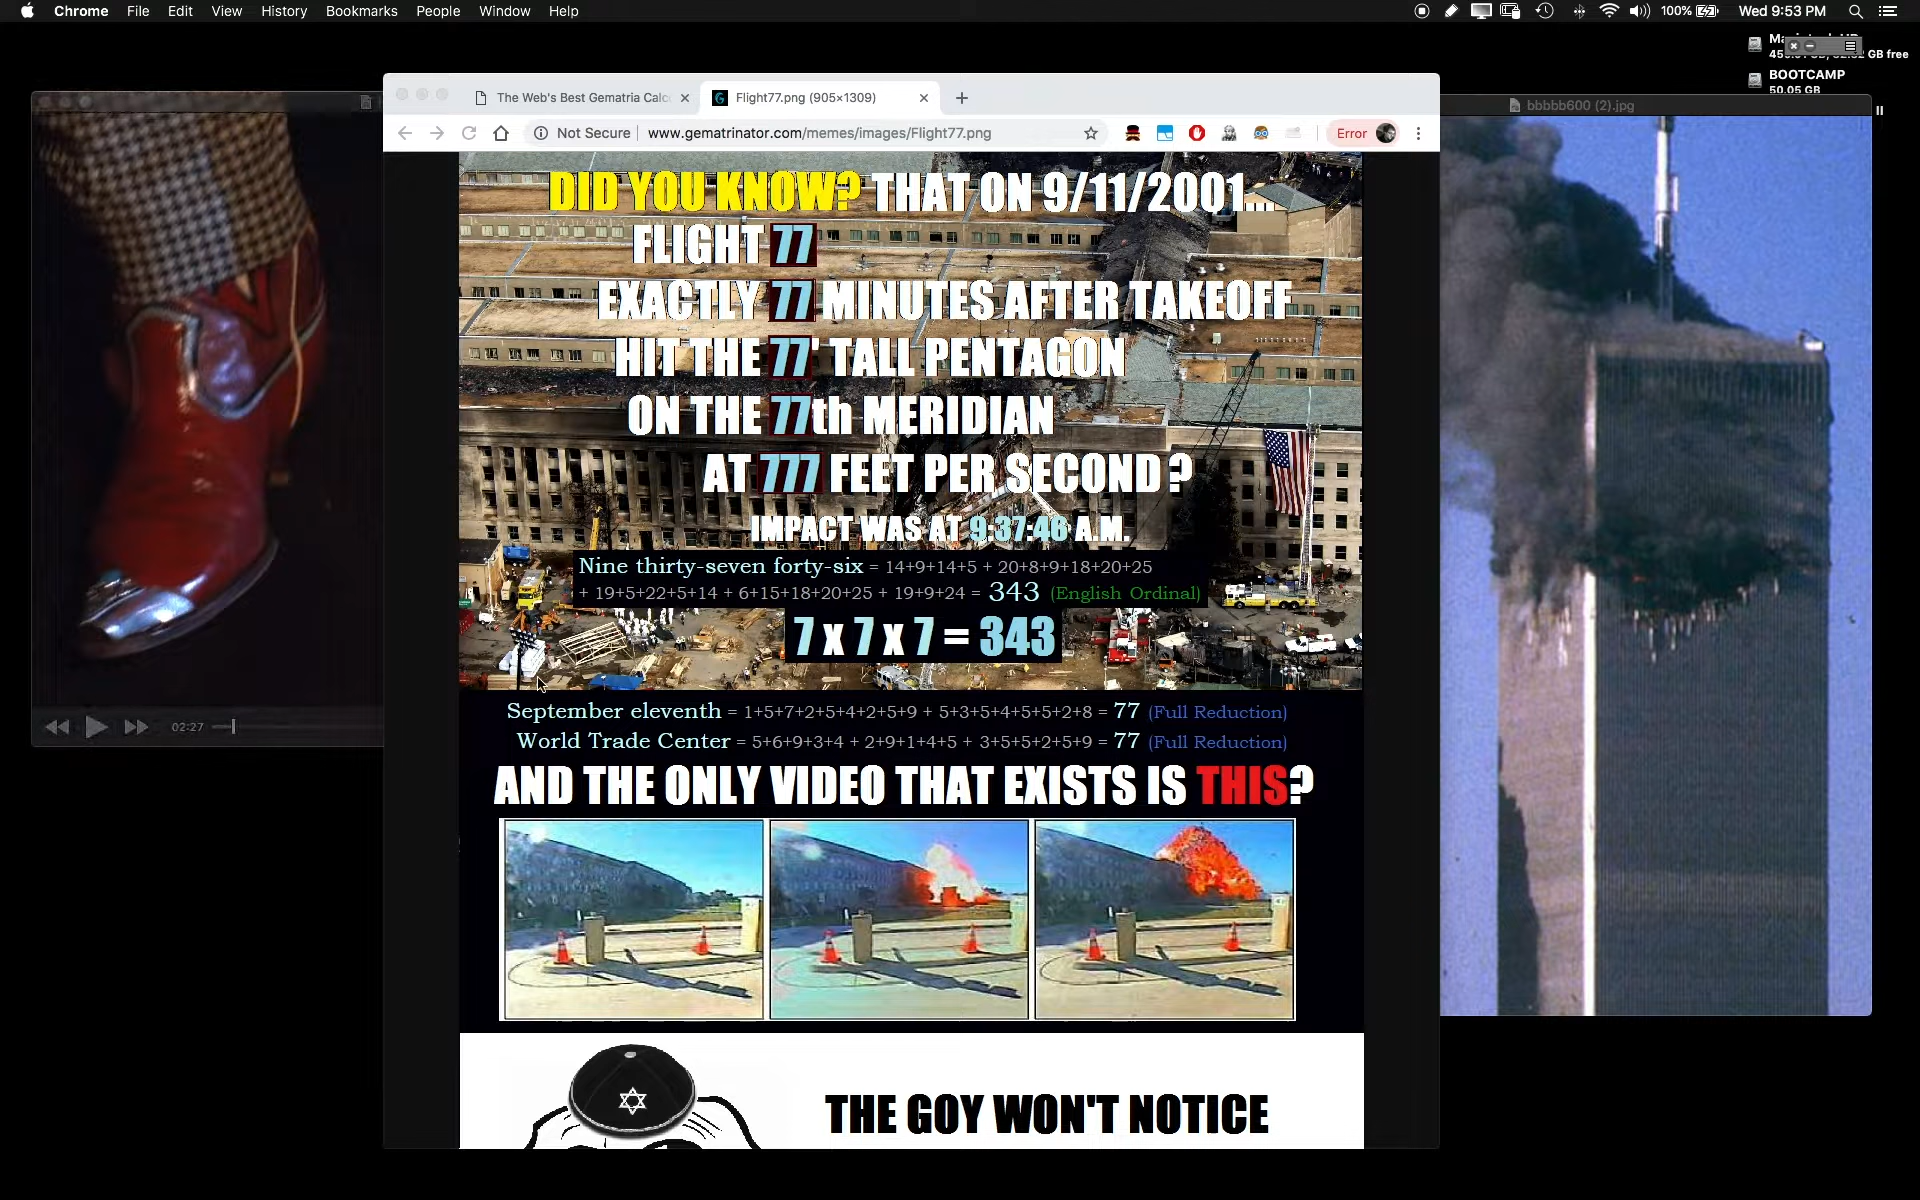 Chrome File Edit View History Bookmarks People Window Help 100% Wed 9:53 PM
GB free
BOOTCAMP
50.05 GB
The Web's Best Gematria Calc
Flight77.png (905×1309)
bbbbb600 (2).jpg
Not Secure www.gematrinator.com/memes/images/Flight77.png Error
DID YOU KNOW? THAT ON 9/11/2001...
FLIGHT 77
EXACTLY 77 MINUTES AFTER TAKEOFF
HIT THE 77' TALL PENTAGON
ON THE 77th MERIDIAN
AT 777 FEET PER SECOND?
IMPACT WAS AT 9:37:46 A.M.
Nine thirty-seven forty-six = 14+9+14+5 + 20+8+9+18+20+25
+ 19+5+22+5+14 + 6+15+18+20+25 + 19+9+24 = 343 (English Ordinal)
7 x 7 x 7 = 343
September eleventh = 1+5+7+2+5+4+2+5+9 + 5+3+5+4+5+5+2+8 = 77 (Full Reduction)
02:27
World Trade Center = 5+6+9+3+4 + 2+9+1+4+5 + 3+5+5+2+5+9 = 77 (Full Reduction)
AND THE ONLY VIDEO THAT EXISTS IS THIS?
THE GOY WON'T NOTICE